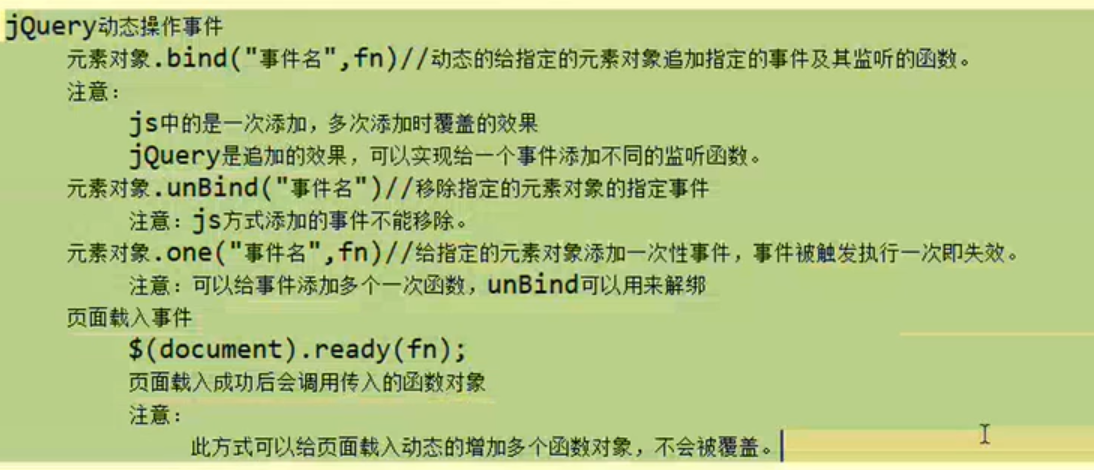 jQuery动态操作事件
元素对象.bind("事件名",fn)//动态的给指定的元素对象追加指定的事件及其监听的函数。
注意：
js中的是一次添加，多次添加时覆盖的效果
jQuery是追加的效果，可以实现给一个事件添加不同的监听函数。
元素对象.unBind("事件名")//移除指定的元素对象的指定事件
注意：js方式添加的事件不能移除。
元素对象.one("事件名",fn)//给指定的元素对象添加一次性事件，事件被触发执行一次即失效。
注意：可以给事件添加多个一次函数，unBind可以用来解绑
页面载入事件
$(document).ready(fn);
页面载入成功后会调用传入的函数对象
注意：
此方式可以给页面载入动态的增加多个函数对象，不会被覆盖。